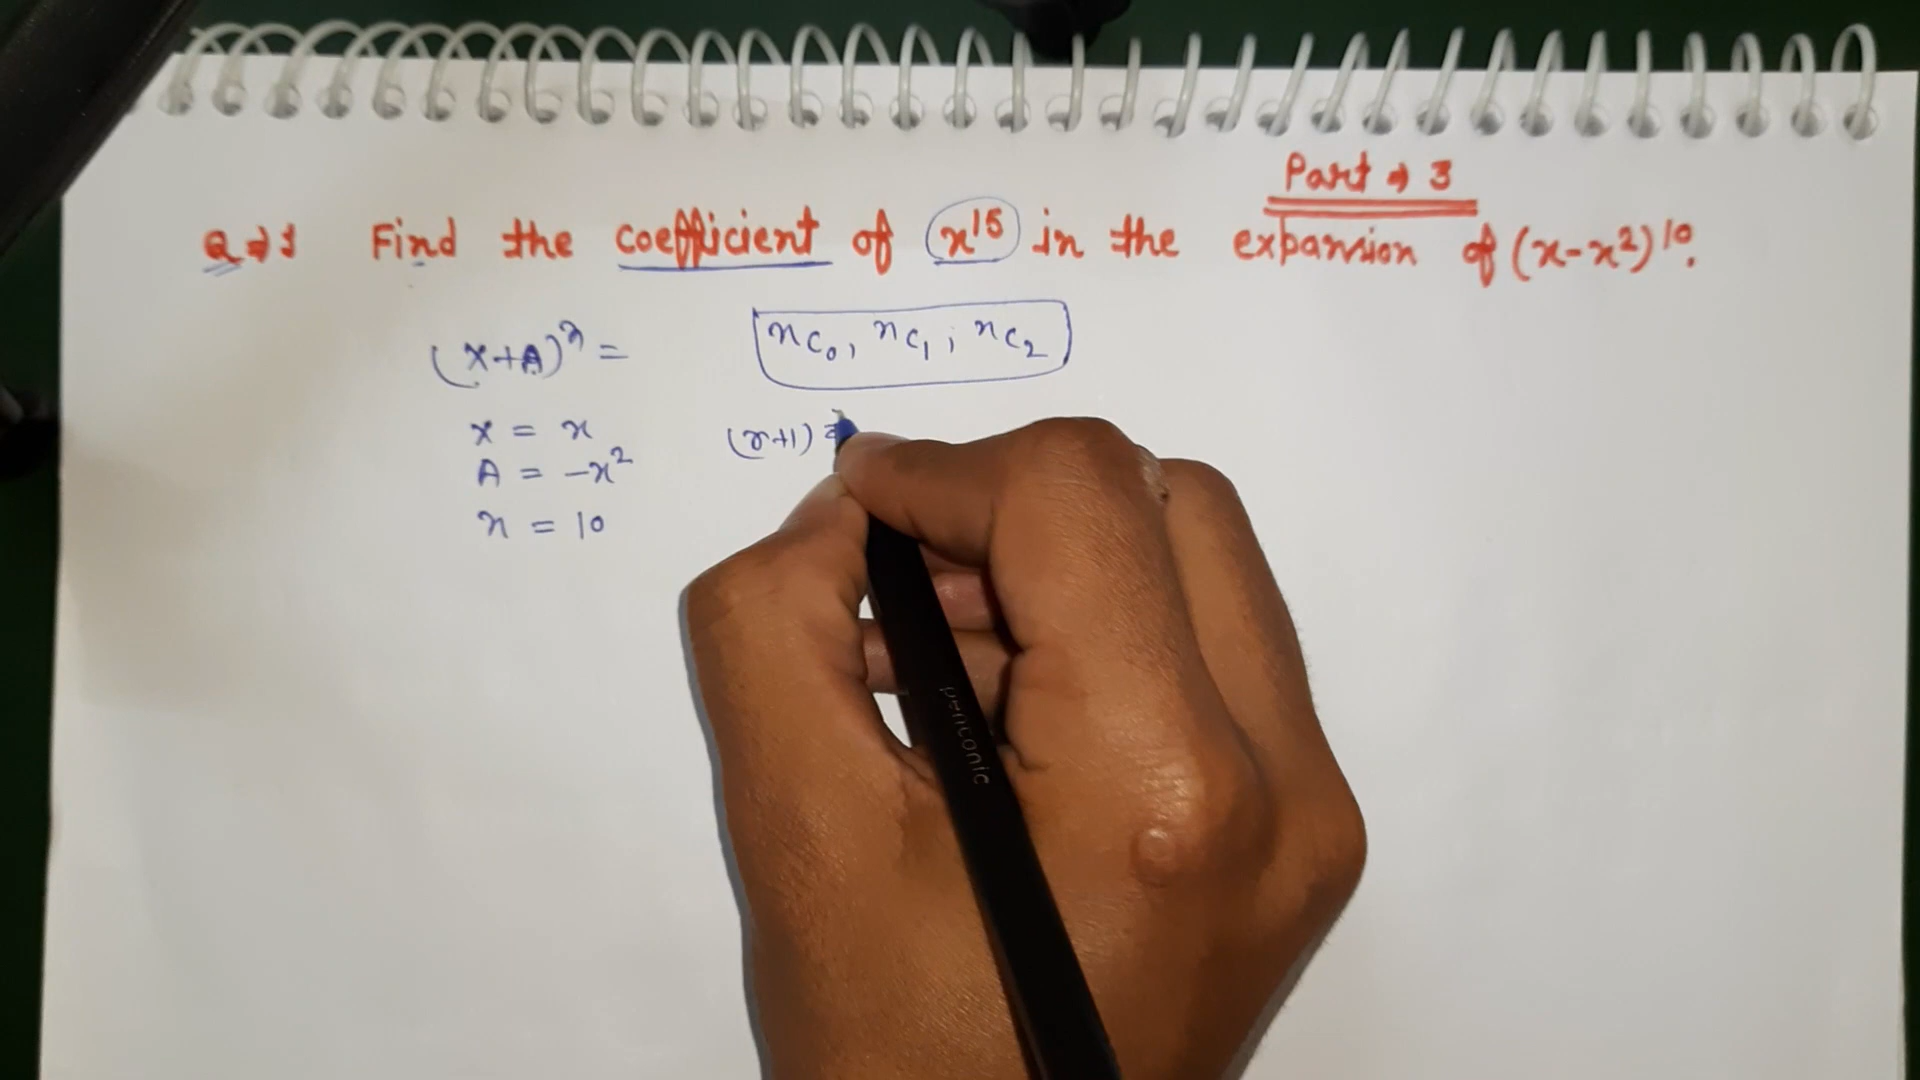 Part ⇒ 3
Q ⇒ 1 Find the coefficient of x¹⁵ in the expansion of (x-x²)¹⁰.
(X+A)ⁿ = ⁿC₀, ⁿC₁, ⁿC₂
X = x (r+1)
A = -x²
n = 10
penconic